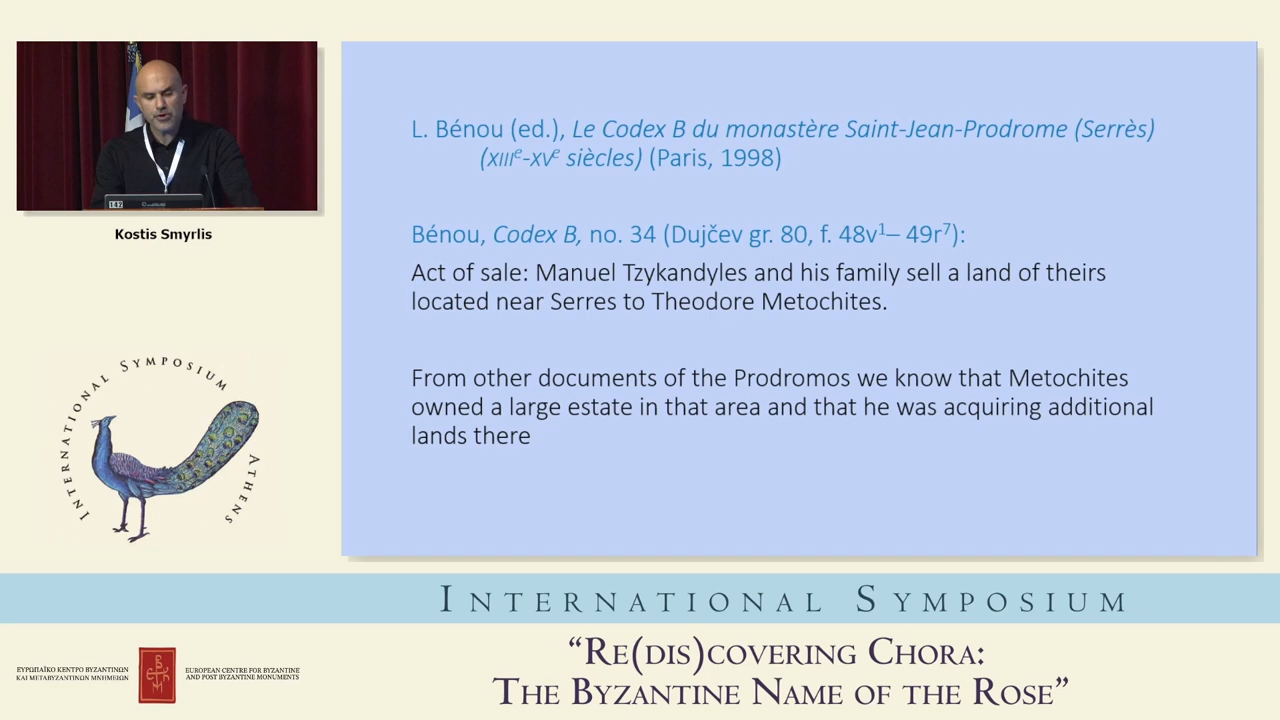 142
Kostis Smyrlis
L. Bénou (ed.), Le Codex B du monastère Saint-Jean-Prodrome (Serrès)
(XIIIe-XVe siècles) (Paris, 1998)
Bénou, Codex B, no. 34 (Dujčev gr. 80, f. 48v1– 49r7):
Act of sale: Manuel Tzykandyles and his family sell a land of theirs
located near Serres to Theodore Metochites.
From other documents of the Prodromos we know that Metochites
owned a large estate in that area and that he was acquiring additional
lands there
INTERNATIONAL SYMPOSIUM ATHENS
INTERNATIONAL SYMPOSIUM
“RE(DIS)COVERING CHORA:
THE BYZANTINE NAME OF THE ROSE”
ΕΥΡΩΠΑΪΚΟ ΚΕΝΤΡΟ ΒΥΖΑΝΤΙΝΩΝ
ΚΑΙ ΜΕΤΑΒΥΖΑΝΤΙΝΩΝ ΜΝΗΜΕΙΩΝ
EUROPEAN CENTRE FOR BYZANTINE
AND POST BYZANTINE MONUMENTS